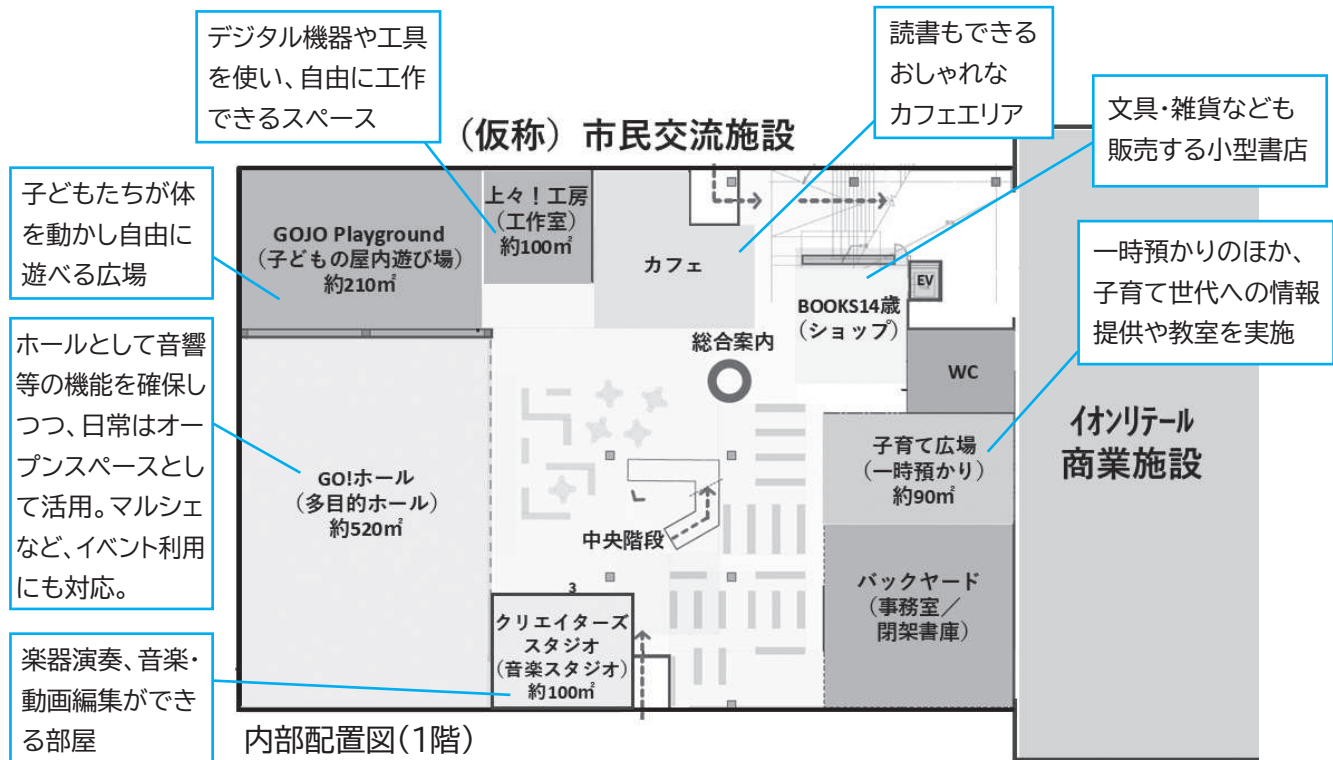 デジタル機器や工具
を使い、自由に工作
できるスペース
読書もできる
おしゃれな
カフェエリア
文具・雑貨なども
販売する小型書店
(仮称)市民交流施設
子どもたちが体
を動かし自由に
遊べる広場
GOJO Playground
(子どもの屋内遊び場)
約210㎡
上々!工房
(工作室)
約100㎡
カフェ
BOOKS14歳
(ショップ)
EV
一時預かりのほか、
子育て世代への情報
提供や教室を実施
ホールとして音響
等の機能を確保し
つつ、日常はオー
プンスペースとし
て活用。マルシェ
など、イベント利用
にも対応。
総合案内
WC
イオンリテール
商業施設
GO!ホール
(多目的ホール)
約520㎡
子育て広場
(一時預かり)
約90㎡
中央階段
バックヤード
(事務室/
閉架書庫)
3
クリエイターズ
スタジオ
(音楽スタジオ)
約100㎡
楽器演奏、音楽・
動画編集ができ
る部屋
内部配置図(1階)